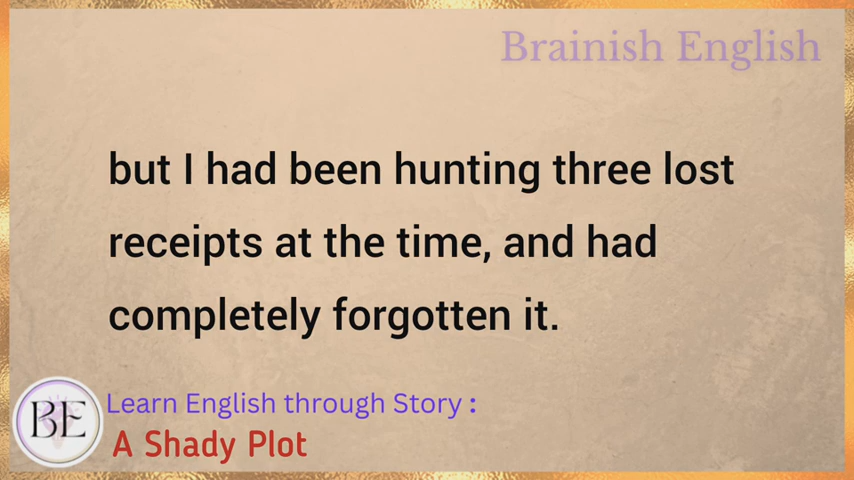 Brainish English
but I had been hunting three lost
receipts at the time, and had
completely forgotten it.
BE
Learn English through Story :
A Shady Plot